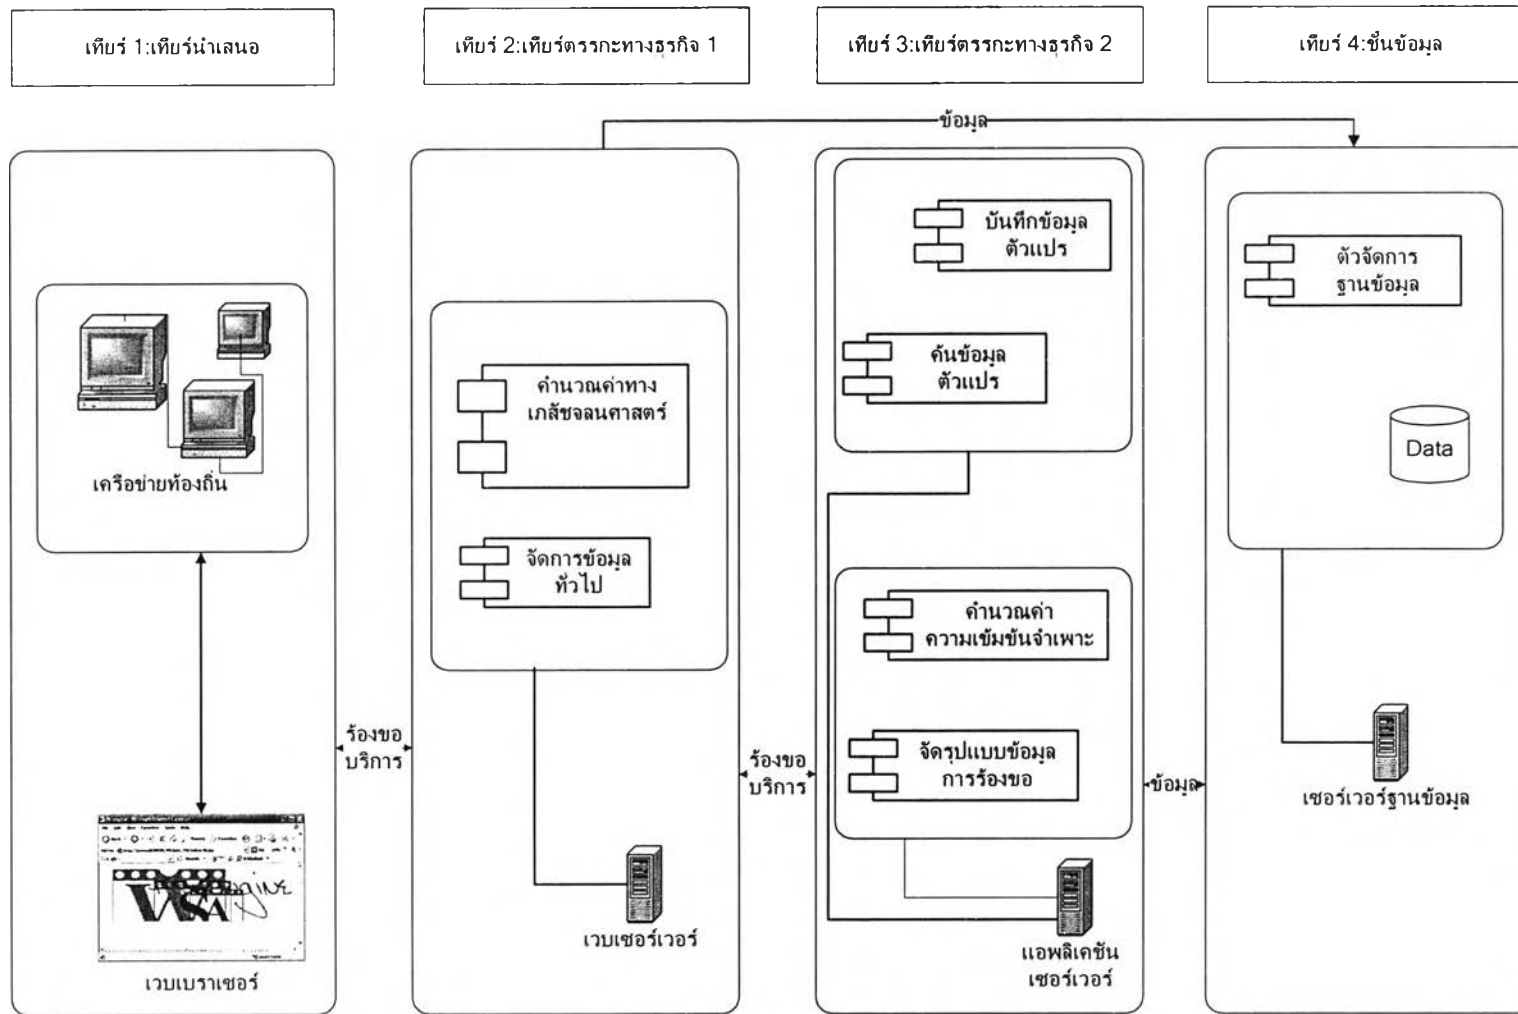 เทียร์ 1:เทียร์นำเสนอ
เทียร์ 2:เทียร์ตรรกะทางธุรกิจ 1
เทียร์ 3:เทียร์ตรรกะทางธุรกิจ 2
เทียร์ 4:ชั้นข้อมูล
ข้อมูล
เครือข่ายท้องถิ่น
เวบเบราเซอร์
ร้องขอ
บริการ
คำนวณค่าทาง
เภสัชจลนศาสตร์
จัดการข้อมูล
ทั่วไป
เวบเซอร์เวอร์
ร้องขอ
บริการ
บันทึกข้อมูล
ตัวแปร
ค้นข้อมูล
ตัวแปร
คำนวณค่า
ความเข้มข้นจำเพาะ
จัดรูปแบบข้อมูล
การร้องขอ
แอพลิเคชัน
เซอร์เวอร์
ข้อมูล
ตัวจัดการ
ฐานข้อมูล
Data
เซอร์เวอร์ฐานข้อมูล